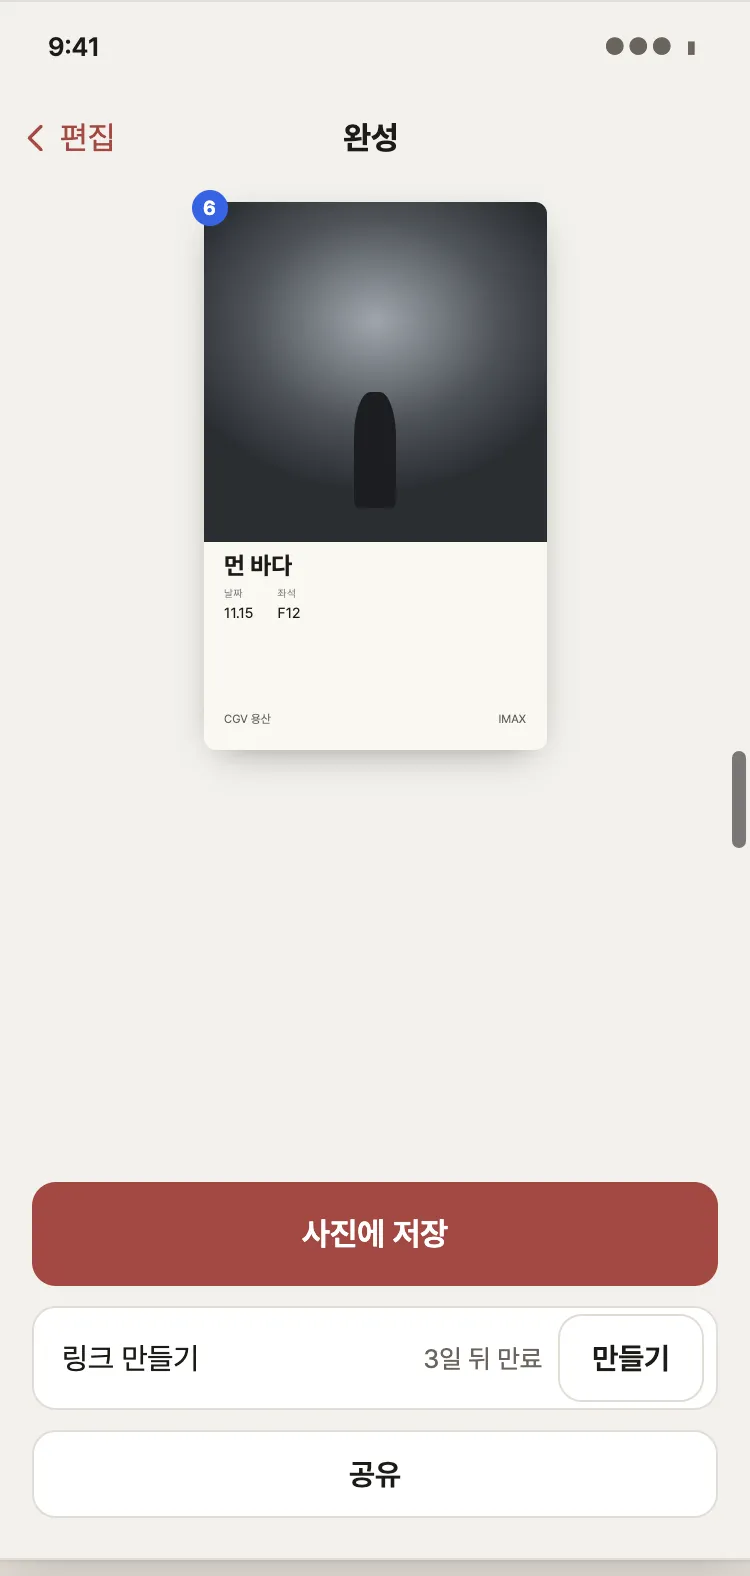 9:41
편집
완성
6
먼 바다
날짜 좌석
11.15 F12
CGV 용산 IMAX
사진에 저장
링크 만들기 3일 뒤 만료 만들기
공유